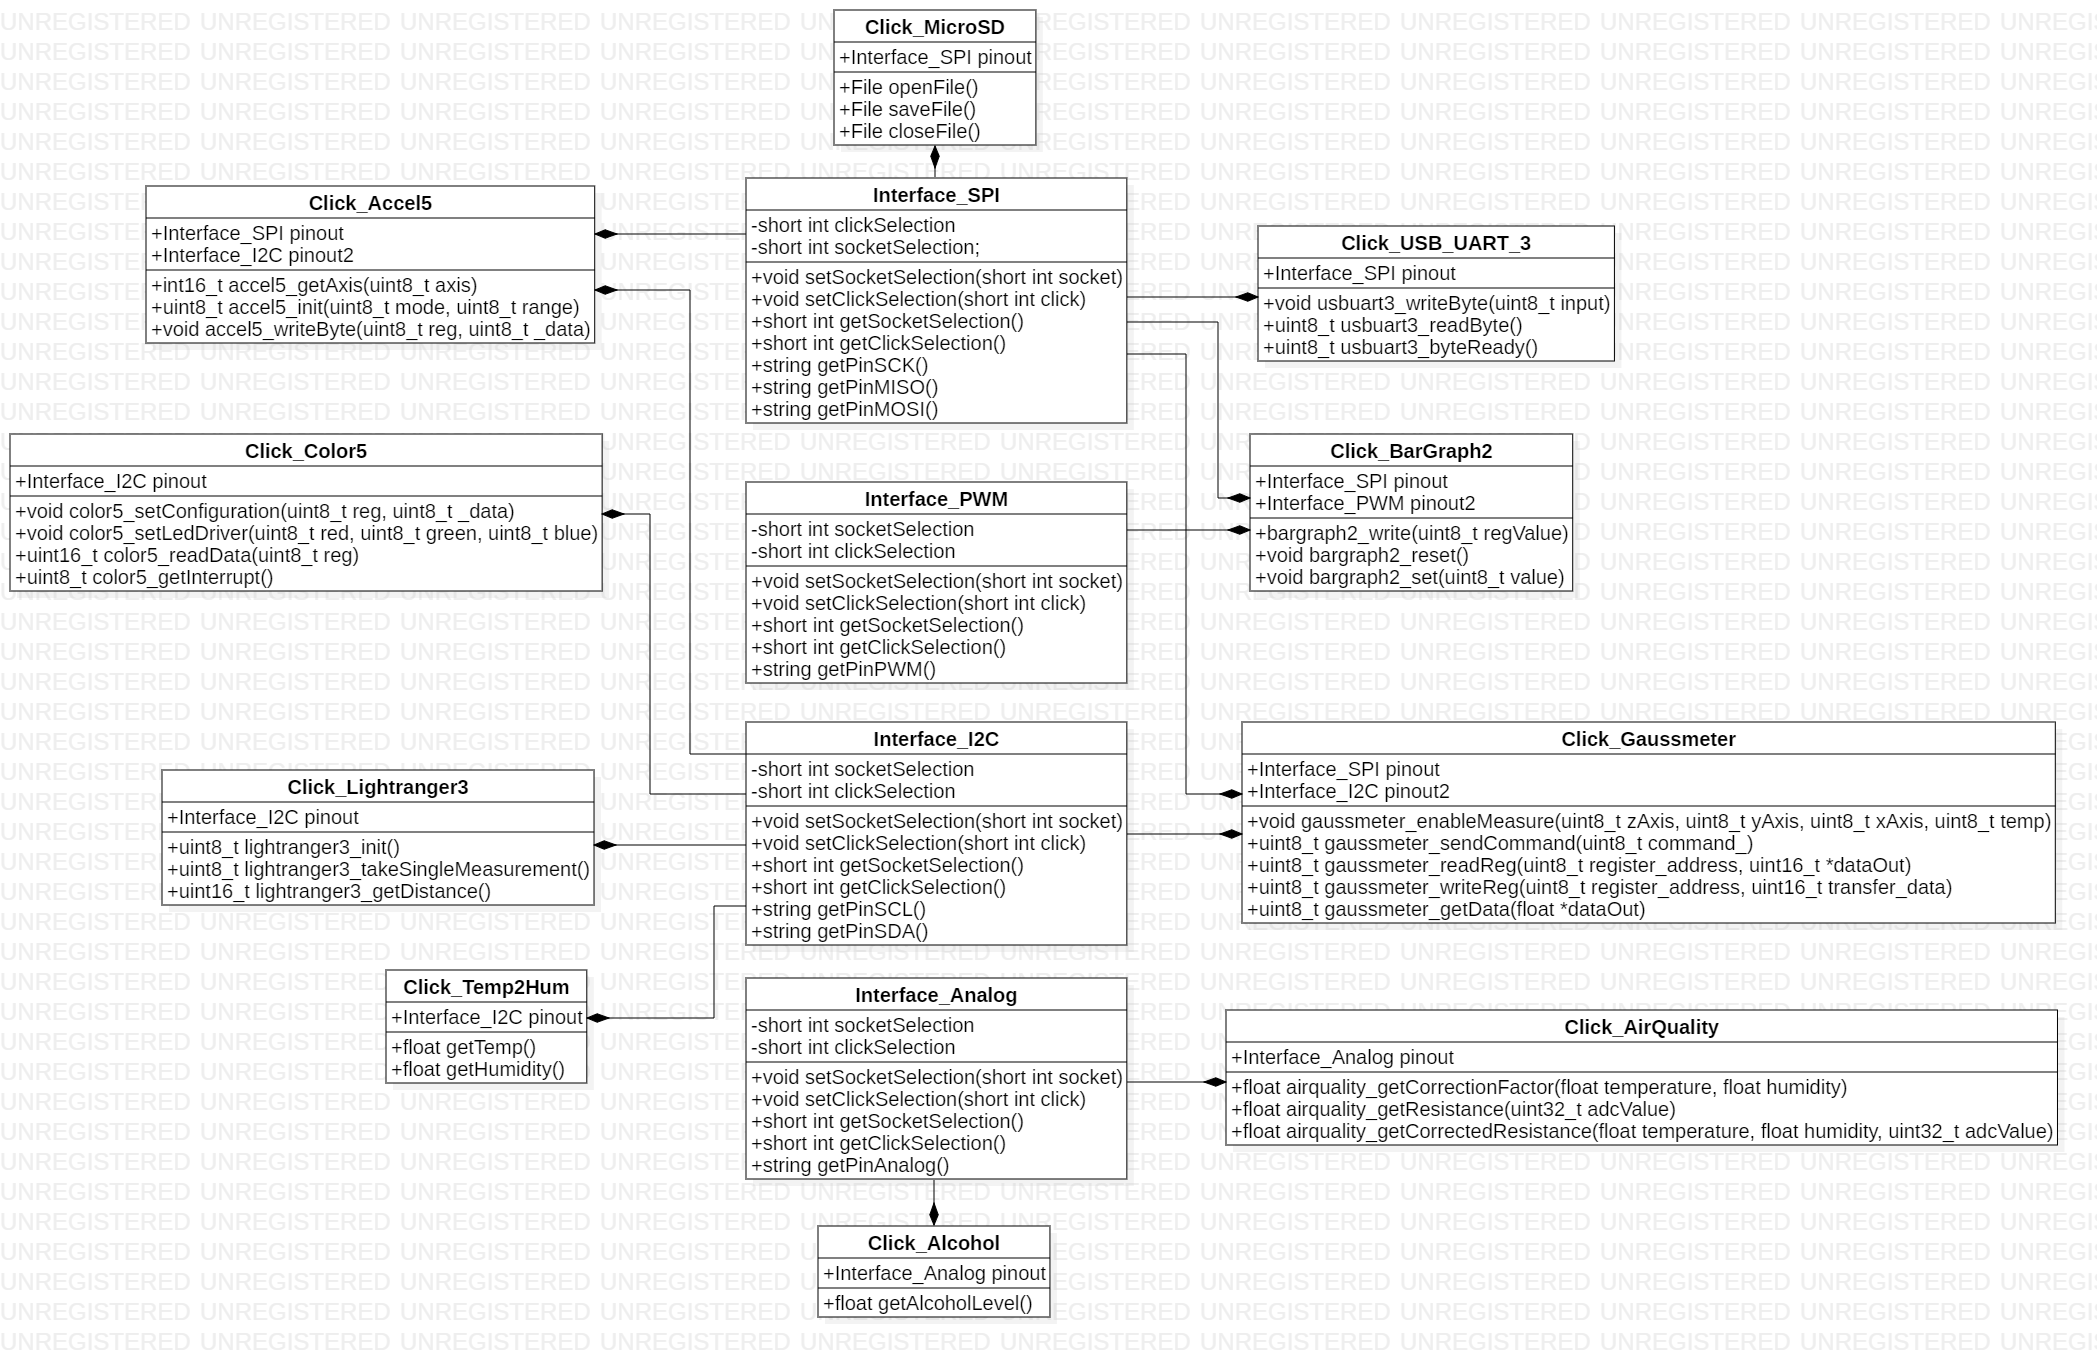 Click_MicroSD
+Interface_SPI pinout
+File openFile()
+File saveFile()
+File closeFile()
Click_Accel5
+Interface_SPI pinout
+Interface_I2C pinout2
+int16_t accel5_getAxis(uint8_t axis)
+uint8_t accel5_init(uint8_t mode, uint8_t range)
+void accel5_writeByte(uint8_t reg, uint8_t _data)
Interface_SPI
-short int clickSelection
-short int socketSelection;
+void setSocketSelection(short int socket)
+void setClickSelection(short int click)
+short int getSocketSelection()
+short int getClickSelection()
+string getPinSCK()
+string getPinMISO()
+string getPinMOSI()
Click_USB_UART_3
+Interface_SPI pinout
+void usbuart3_writeByte(uint8_t input)
+uint8_t usbuart3_readByte()
+uint8_t usbuart3_byteReady()
Click_Color5
+Interface_I2C pinout
+void color5_setConfiguration(uint8_t reg, uint8_t _data)
+void color5_setLedDriver(uint8_t red, uint8_t green, uint8_t blue)
+uint16_t color5_readData(uint8_t reg)
+uint8_t color5_getInterrupt()
Interface_PWM
-short int socketSelection
-short int clickSelection
+void setSocketSelection(short int socket)
+void setClickSelection(short int click)
+short int getSocketSelection()
+short int getClickSelection()
+string getPinPWM()
Click_BarGraph2
+Interface_SPI pinout
+Interface_PWM pinout2
+bargraph2_write(uint8_t regValue)
+void bargraph2_reset()
+void bargraph2_set(uint8_t value)
Click_Lightranger3
+Interface_I2C pinout
+uint8_t lightranger3_init()
+uint8_t lightranger3_takeSingleMeasurement()
+uint16_t lightranger3_getDistance()
Interface_I2C
-short int socketSelection
-short int clickSelection
+void setSocketSelection(short int socket)
+void setClickSelection(short int click)
+short int getSocketSelection()
+short int getClickSelection()
+string getPinSCL()
+string getPinSDA()
Click_Gaussmeter
+Interface_SPI pinout
+Interface_I2C pinout2
+void gaussmeter_enableMeasure(uint8_t zAxis, uint8_t yAxis, uint8_t xAxis, uint8_t temp)
+uint8_t gaussmeter_sendCommand(uint8_t command_)
+uint8_t gaussmeter_readReg(uint8_t register_address, uint16_t *dataOut)
+uint8_t gaussmeter_writeReg(uint8_t register_address, uint16_t transfer_data)
+uint8_t gaussmeter_getData(float *dataOut)
Click_Temp2Hum
+Interface_I2C pinout
+float getTemp()
+float getHumidity()
Interface_Analog
-short int socketSelection
-short int clickSelection
+void setSocketSelection(short int socket)
+void setClickSelection(short int click)
+short int getSocketSelection()
+short int getClickSelection()
+string getPinAnalog()
Click_AirQuality
+Interface_Analog pinout
+float airquality_getCorrectionFactor(float temperature, float humidity)
+float airquality_getResistance(uint32_t adcValue)
+float airquality_getCorrectedResistance(float temperature, float humidity, uint32_t adcValue)
Click_Alcohol
+Interface_Analog pinout
+float getAlcoholLevel()
UNREGISTERED